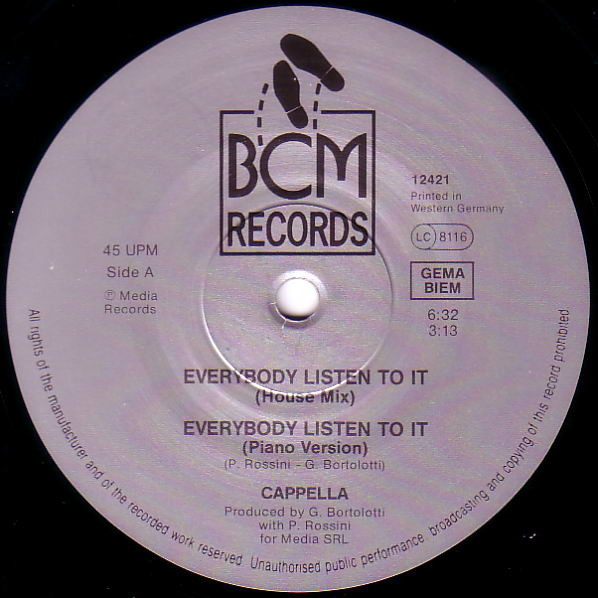 BCM
RECORDS
12421
Printed in
Western Germany
LC 8116
GEMA
BIEM
6:32
3:13
45 UPM
Side A
℗ Media
Records
EVERYBODY LISTEN TO IT
(House Mix)
EVERYBODY LISTEN TO IT
(Piano Version)
(P. Rossini - G. Bortolotti)
CAPPELLA
Produced by G. Bortolotti
with P. Rossini
for Media SRL
All rights of the manufacturer and of the recorded work reserved. Unauthorised public performance, broadcasting and copying of this record prohibited